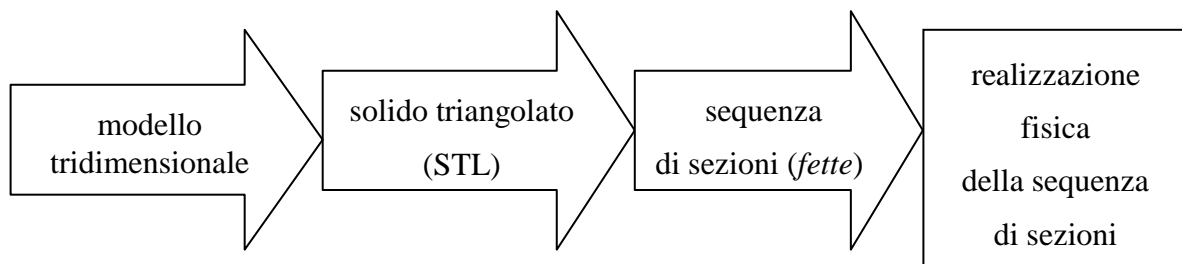 modello
tridimensionale
solido triangolato
(STL)
sequenza
di sezioni (fette)
realizzazione
fisica
della sequenza
di sezioni